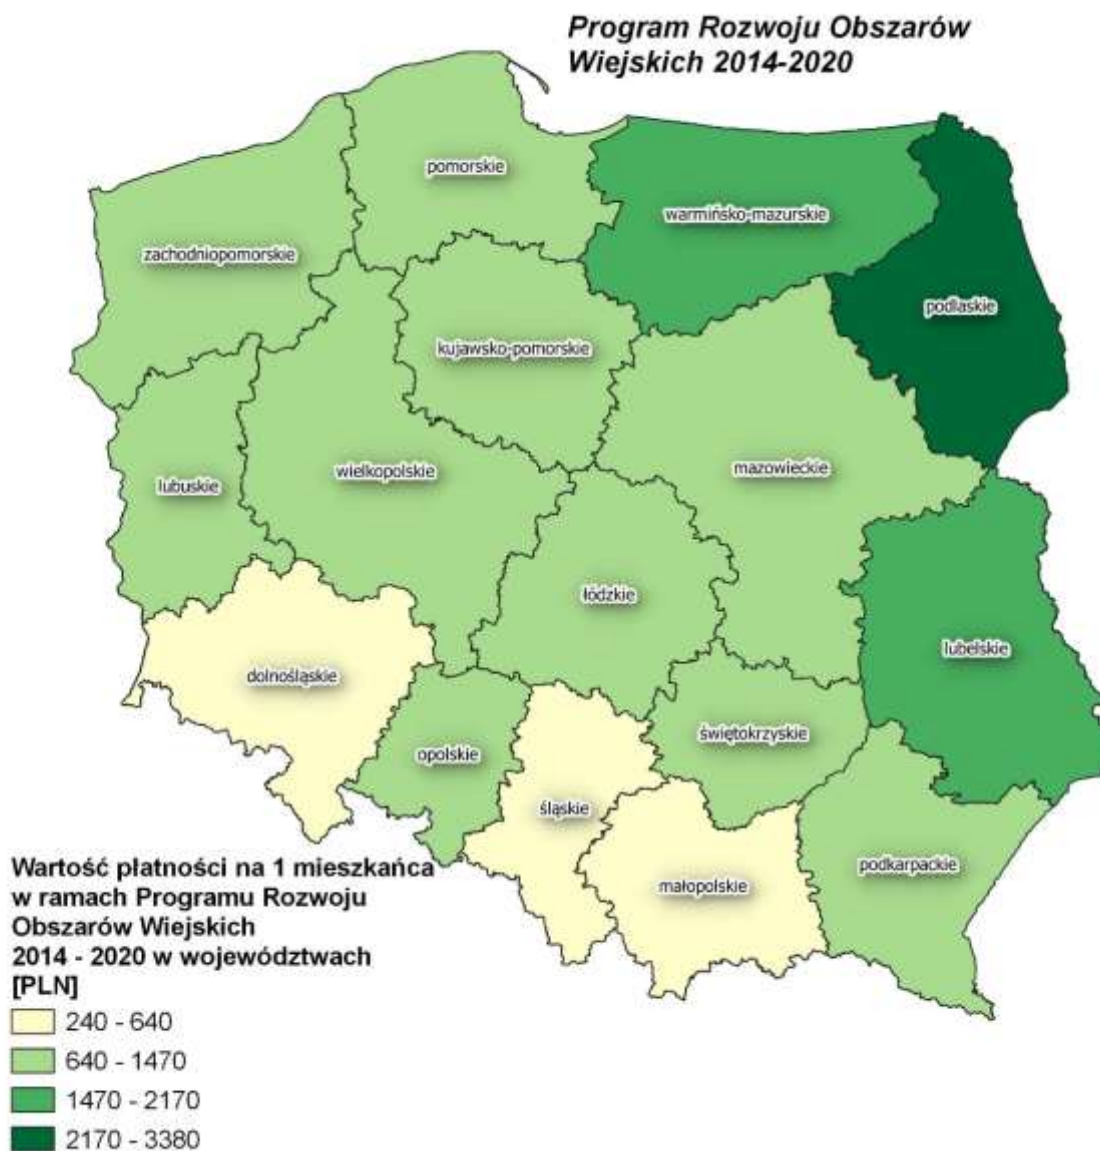 Program Rozwoju Obszarów
Wiejskich 2014-2020
pomorskie
warmińsko-mazurskie
zachodniopomorskie
podlaskie
kujawsko-pomorskie
mazowieckie
wielkopolskie
lubuskie
łódzkie
lubelskie
dolnośląskie
świętokrzyskie
opolskie
śląskie
podkarpackie
małopolskie
Wartość płatności na 1 mieszkańca
w ramach Programu Rozwoju
Obszarów Wiejskich
2014 - 2020 w województwach
[PLN]
240 - 640
640 - 1470
1470 - 2170
2170 - 3380